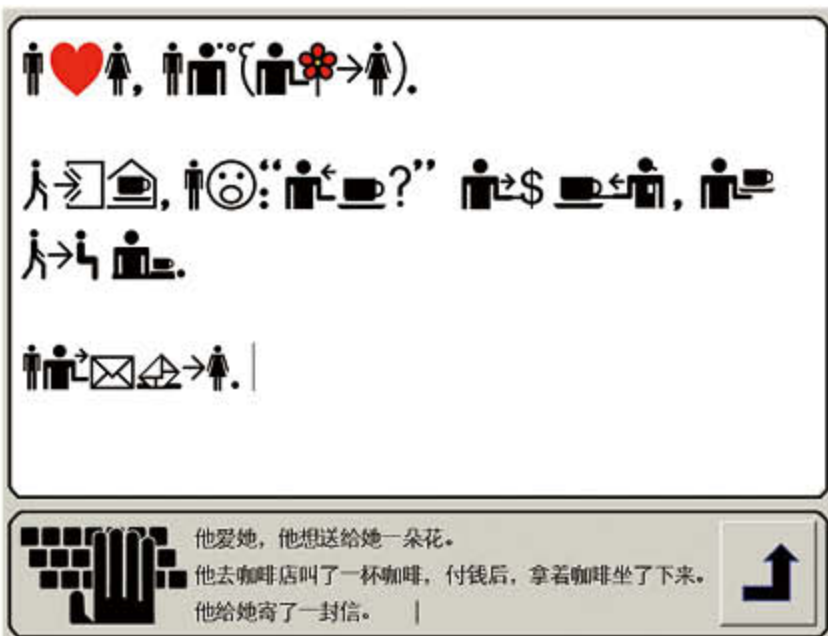 他爱她，他想送给她一朵花。
他去咖啡店叫了一杯咖啡，付钱后，拿着咖啡坐了下来。
他给她寄了一封信。